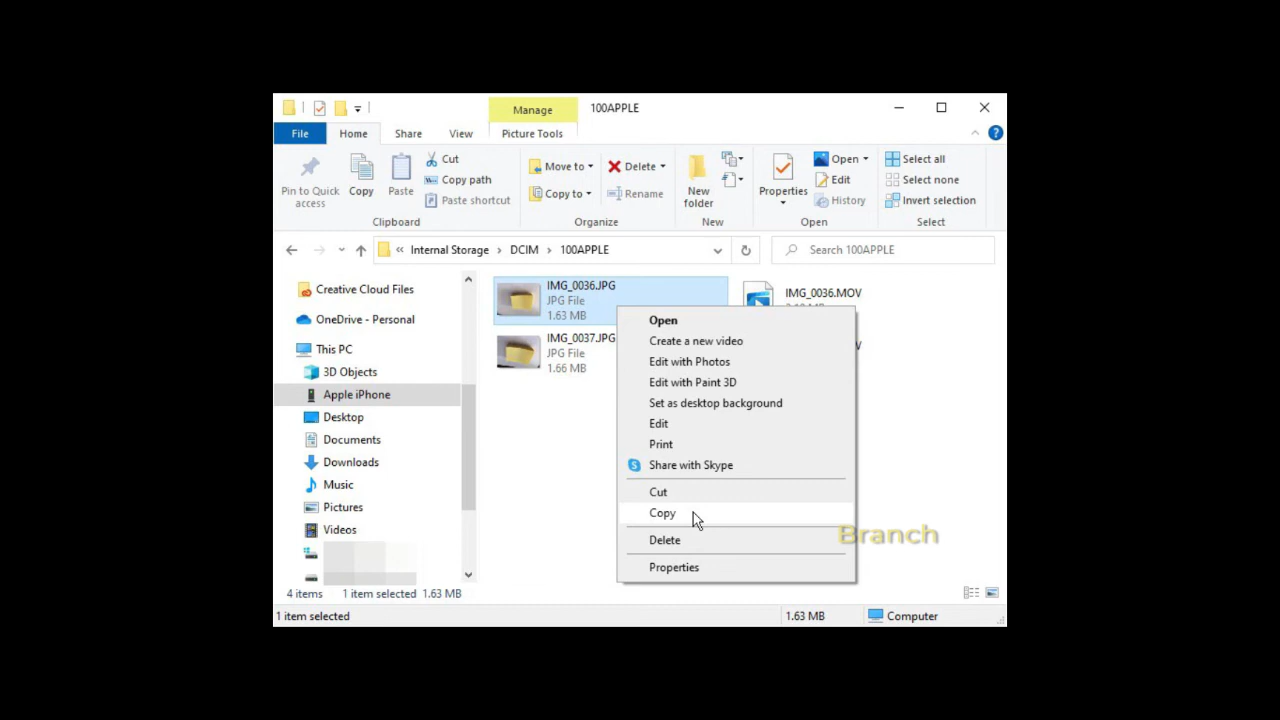 Manage
100APPLE
File
Home
Share
View
Picture Tools
Pin to Quick access
Copy
Paste
Cut
Copy path
Paste shortcut
Clipboard
Move to
Copy to
Delete
Rename
Organize
New folder
New
Properties
Open
Edit
History
Open
Select all
Select none
Invert selection
Select
« Internal Storage > DCIM > 100APPLE
Search 100APPLE
Creative Cloud Files
OneDrive - Personal
This PC
3D Objects
Apple iPhone
Desktop
Documents
Downloads
Music
Pictures
Videos
IMG_0036.JPG
JPG File
1.63 MB
IMG_0036.MOV
IMG_0037.JPG
JPG File
1.66 MB
Open
Create a new video
Edit with Photos
Edit with Paint 3D
Set as desktop background
Edit
Print
Share with Skype
Cut
Copy
Delete
Properties
Branch
4 items
1 item selected 1.63 MB
1 item selected
1.63 MB
Computer